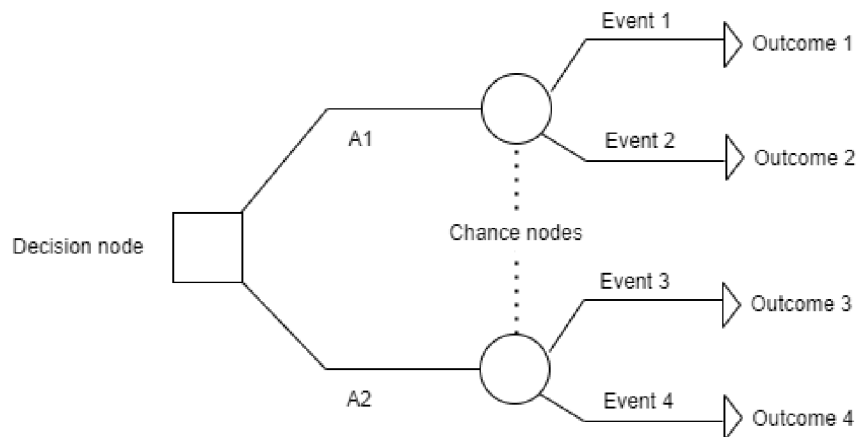 Event 1
Outcome 1
A1
Event 2
Outcome 2
Decision node
Chance nodes
Event 3
Outcome 3
A2
Event 4
Outcome 4